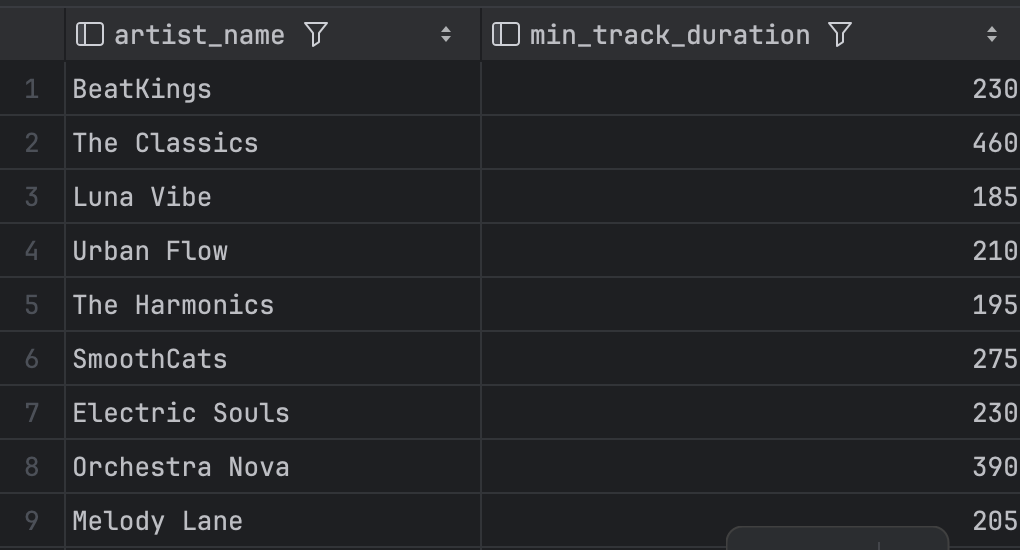 artist_name min_track_duration
1 BeatKings 230
2 The Classics 460
3 Luna Vibe 185
4 Urban Flow 210
5 The Harmonics 195
6 SmoothCats 275
7 Electric Souls 230
8 Orchestra Nova 390
9 Melody Lane 205